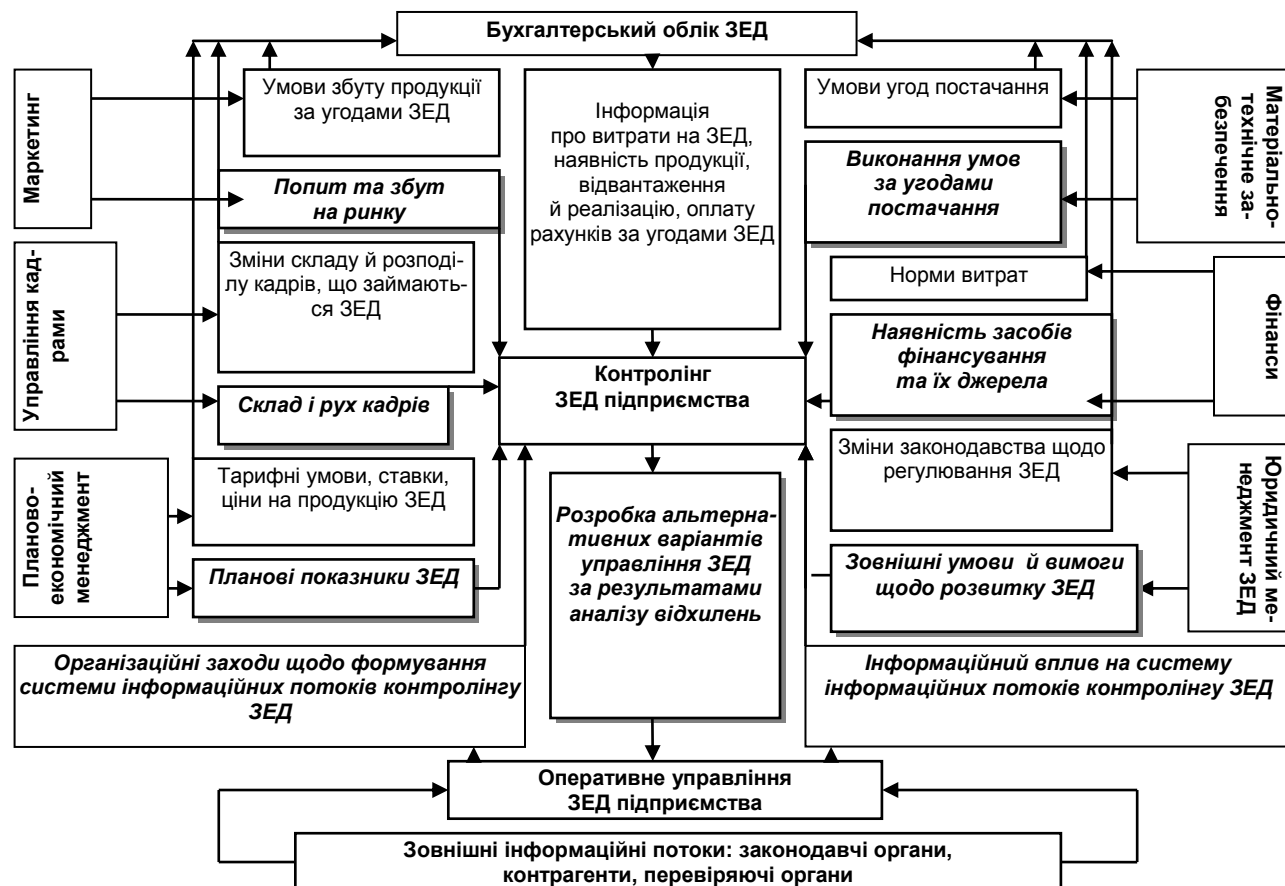 Бухгалтерський облік ЗЕД
Маркетинг
Умови збуту продукції
за угодами ЗЕД
Попит та збут
на ринку
Управління кад-
рами
Зміни складу й розподі-
лу кадрів, що займають-
ся ЗЕД
Склад і рух кадрів
Планово-
економічний
менеджмент
Тарифні умови, ставки,
ціни на продукцію ЗЕД
Планові показники ЗЕД
Інформація
про витрати на ЗЕД,
наявність продукції,
відвантаження
й реалізацію, оплату
рахунків за угодами ЗЕД
Контролінг
ЗЕД підприємства
Розробка альтерна-
тивних варіантів
управління ЗЕД
за результатами
аналізу відхилень
Умови угод постачання
Виконання умов
за угодами
постачання
Матеріально-
технічне за-
безпечення
Норми витрат
Наявність засобів
фінансування
та їх джерела
Фінанси
Зміни законодавства щодо
регулювання ЗЕД
Зовнішні умови й вимоги
щодо розвитку ЗЕД
Юридичний ме-
неджмент ЗЕД
Організаційні заходи щодо формування
системи інформаційних потоків контролінгу
ЗЕД
Інформаційний вплив на систему
інформаційних потоків контролінгу ЗЕД
Оперативне управління
ЗЕД підприємства
Зовнішні інформаційні потоки: законодавчі органи,
контрагенти, перевіряючі органи